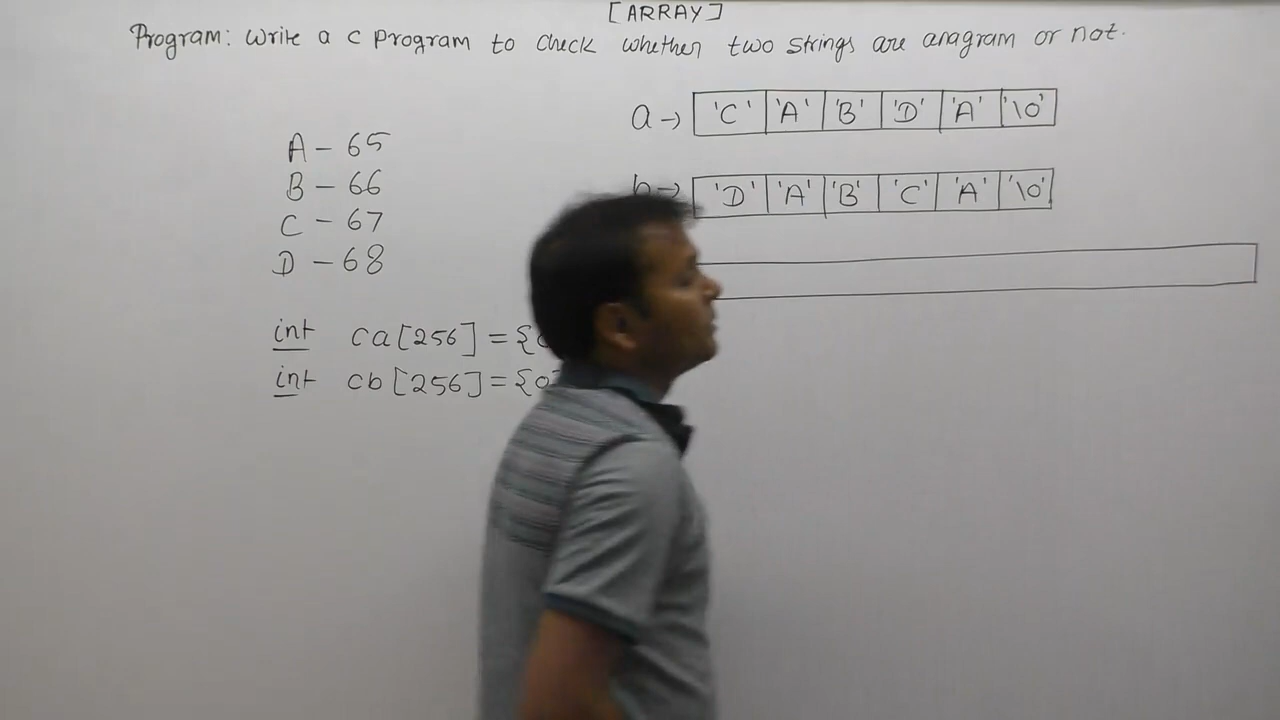 [ARRAY]
Program: Write a c program to check whether two strings are anagram or not.
a→ 'C' 'A' 'B' 'D' 'A' '\0'
A – 65
B – 66
b→ 'D' 'A' 'B' 'C' 'A' '\0'
C – 67
D – 68
int ca[256]={
int cb[256]={0